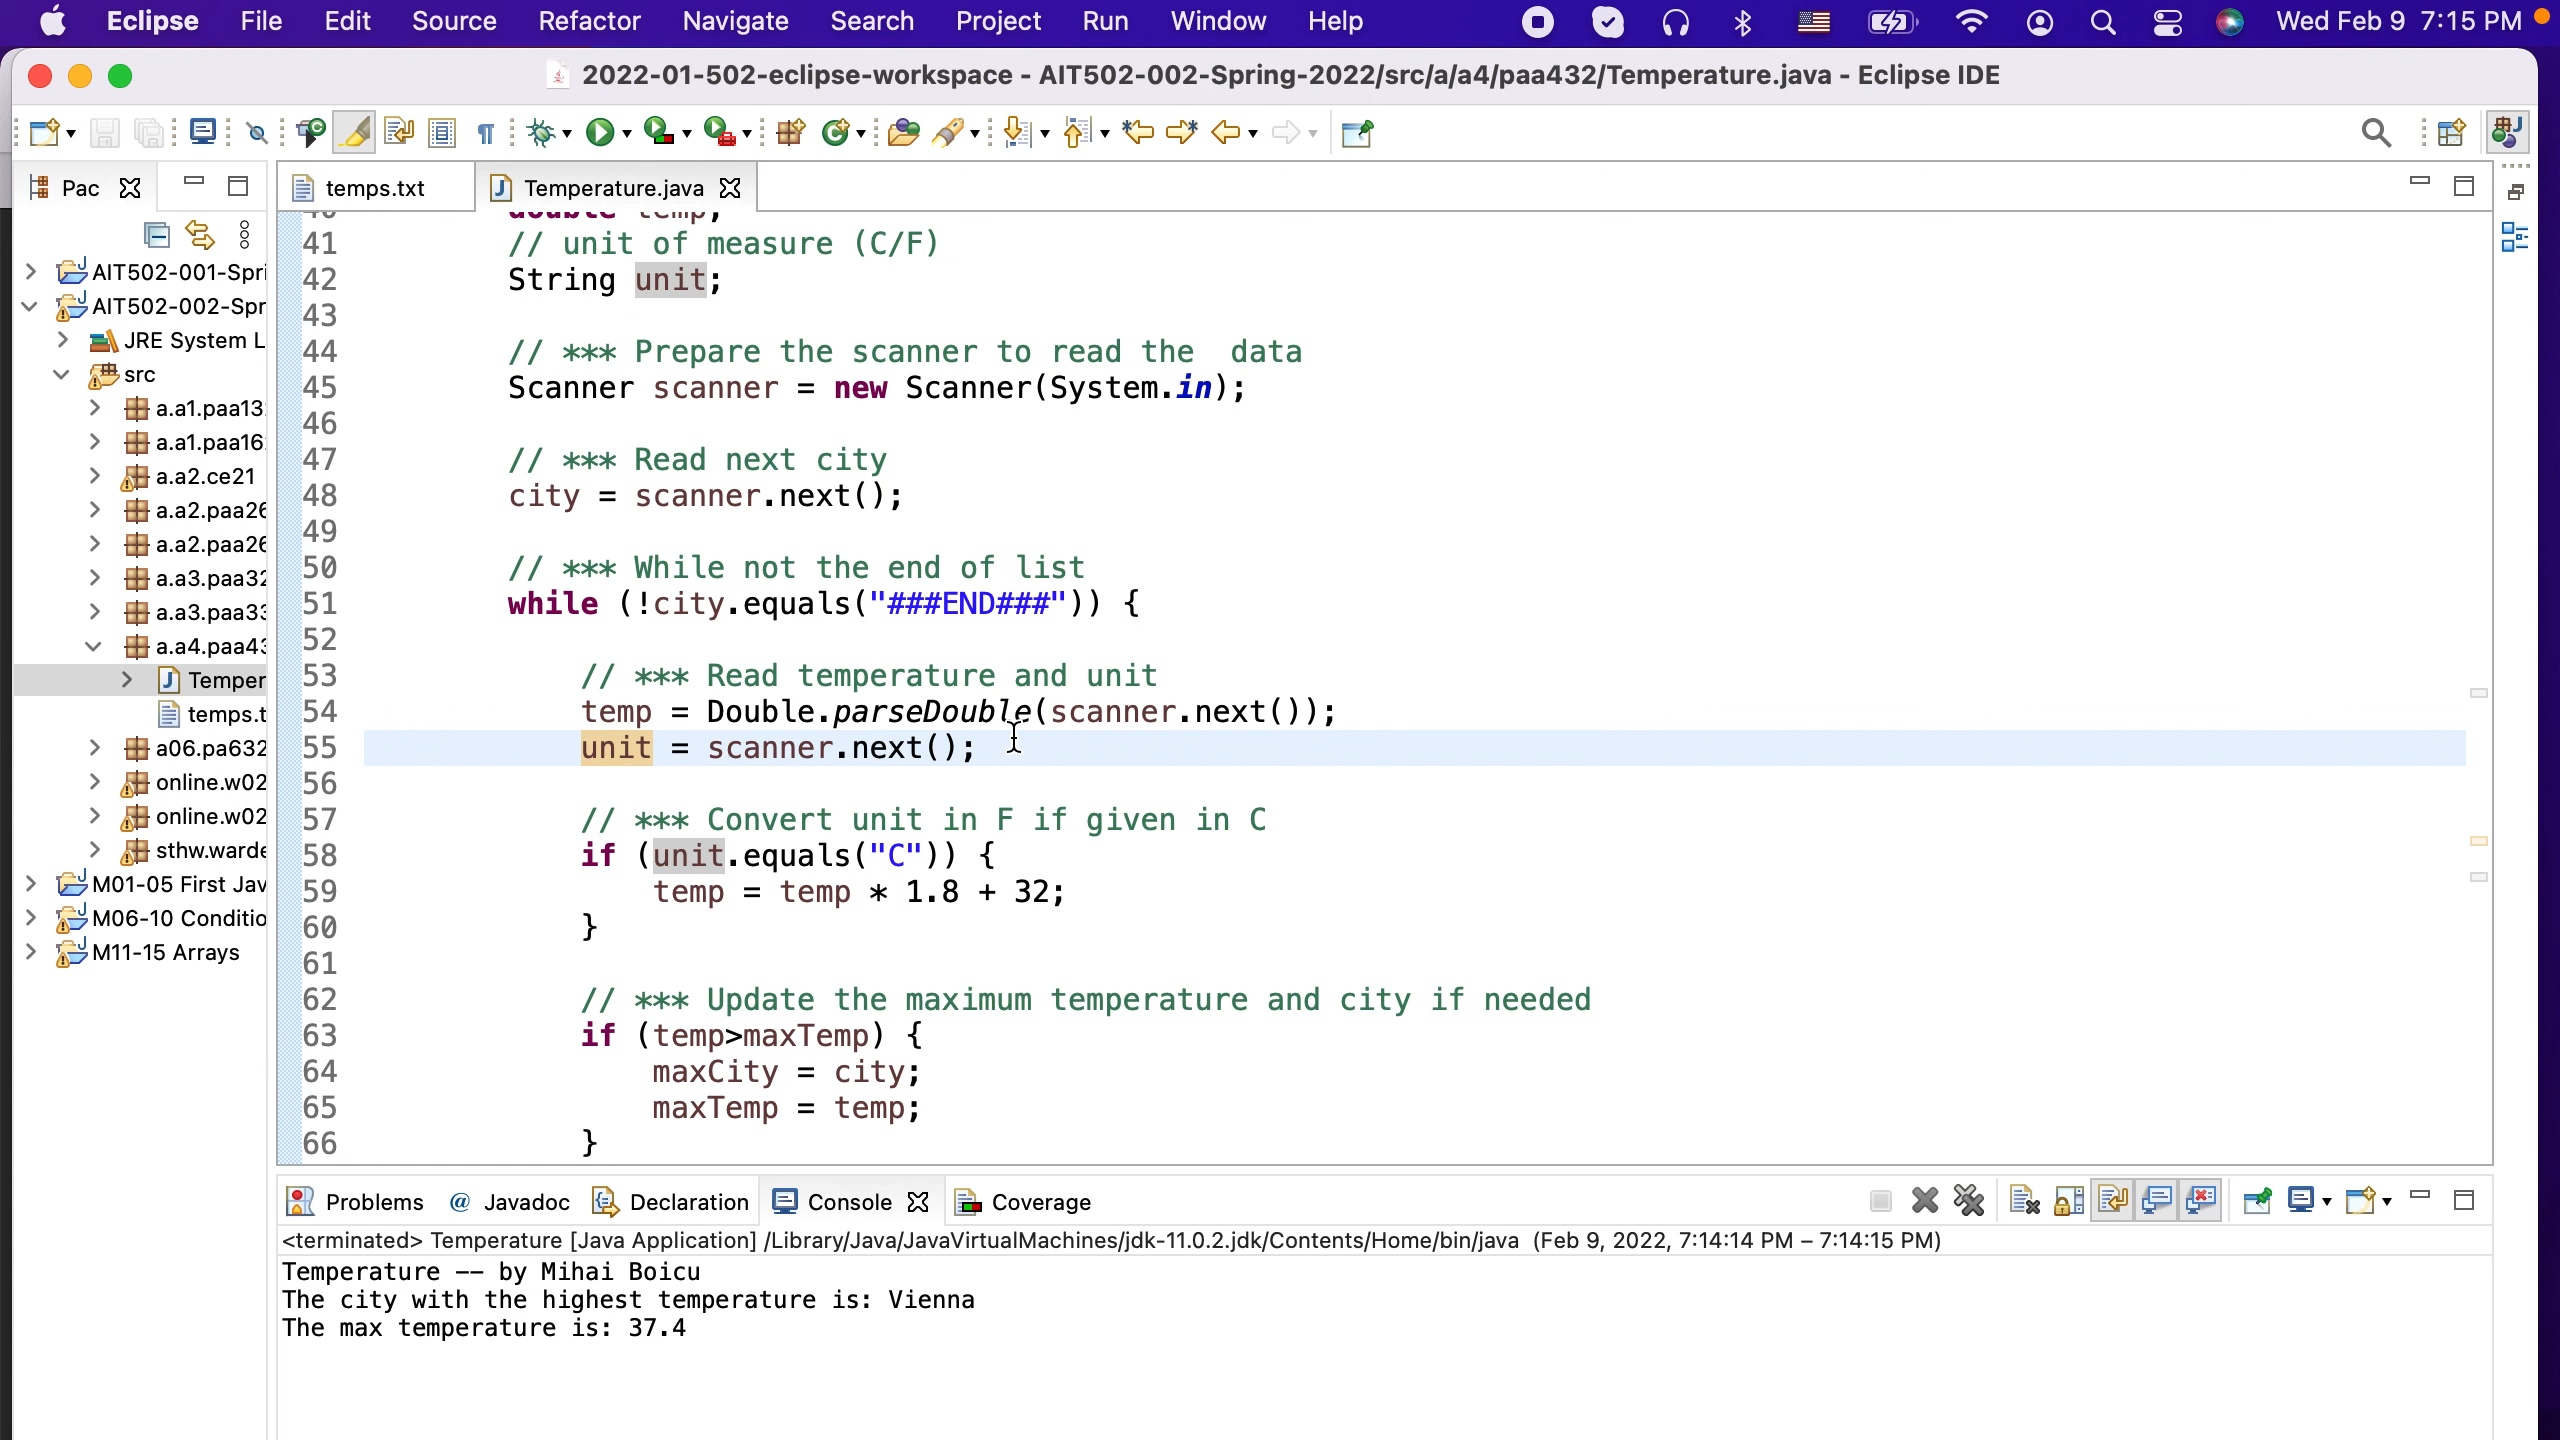 Eclipse File Edit Source Refactor Navigate Search Project Run Window Help Wed Feb 9 7:15 PM
2022-01-502-eclipse-workspace - AIT502-002-Spring-2022/src/a/a4/paa432/Temperature.java - Eclipse IDE
Pac
temps.txt
Temperature.java
AIT502-001-Spri
AIT502-002-Spr
JRE System L
src
a.a1.paa13
a.a1.paa16
a.a2.ce21
a.a2.paa26
a.a2.paa26
a.a3.paa32
a.a3.paa33
a.a4.paa43
Temper
temps.t
a06.pa632
online.w02
online.w02
sthw.warde
M01-05 First Jav
M06-10 Conditio
M11-15 Arrays
40 double temp;
41 // unit of measure (C/F)
42 String unit;
43
44 // *** Prepare the scanner to read the  data
45 Scanner scanner = new Scanner(System.in);
46
47 // *** Read next city
48 city = scanner.next();
49
50 // *** While not the end of list
51 while (!city.equals("###END###")) {
52
53 // *** Read temperature and unit
54 temp = Double.parseDouble(scanner.next());
55 unit = scanner.next();
56
57 // *** Convert unit in F if given in C
58 if (unit.equals("C")) {
59 temp = temp * 1.8 + 32;
60 }
61
62 // *** Update the maximum temperature and city if needed
63 if (temp>maxTemp) {
64 maxCity = city;
65 maxTemp = temp;
66 }
Problems @ Javadoc Declaration Console Coverage
<terminated> Temperature [Java Application] /Library/Java/JavaVirtualMachines/jdk-11.0.2.jdk/Contents/Home/bin/java (Feb 9, 2022, 7:14:14 PM – 7:14:15 PM)
Temperature -- by Mihai Boicu
The city with the highest temperature is: Vienna
The max temperature is: 37.4